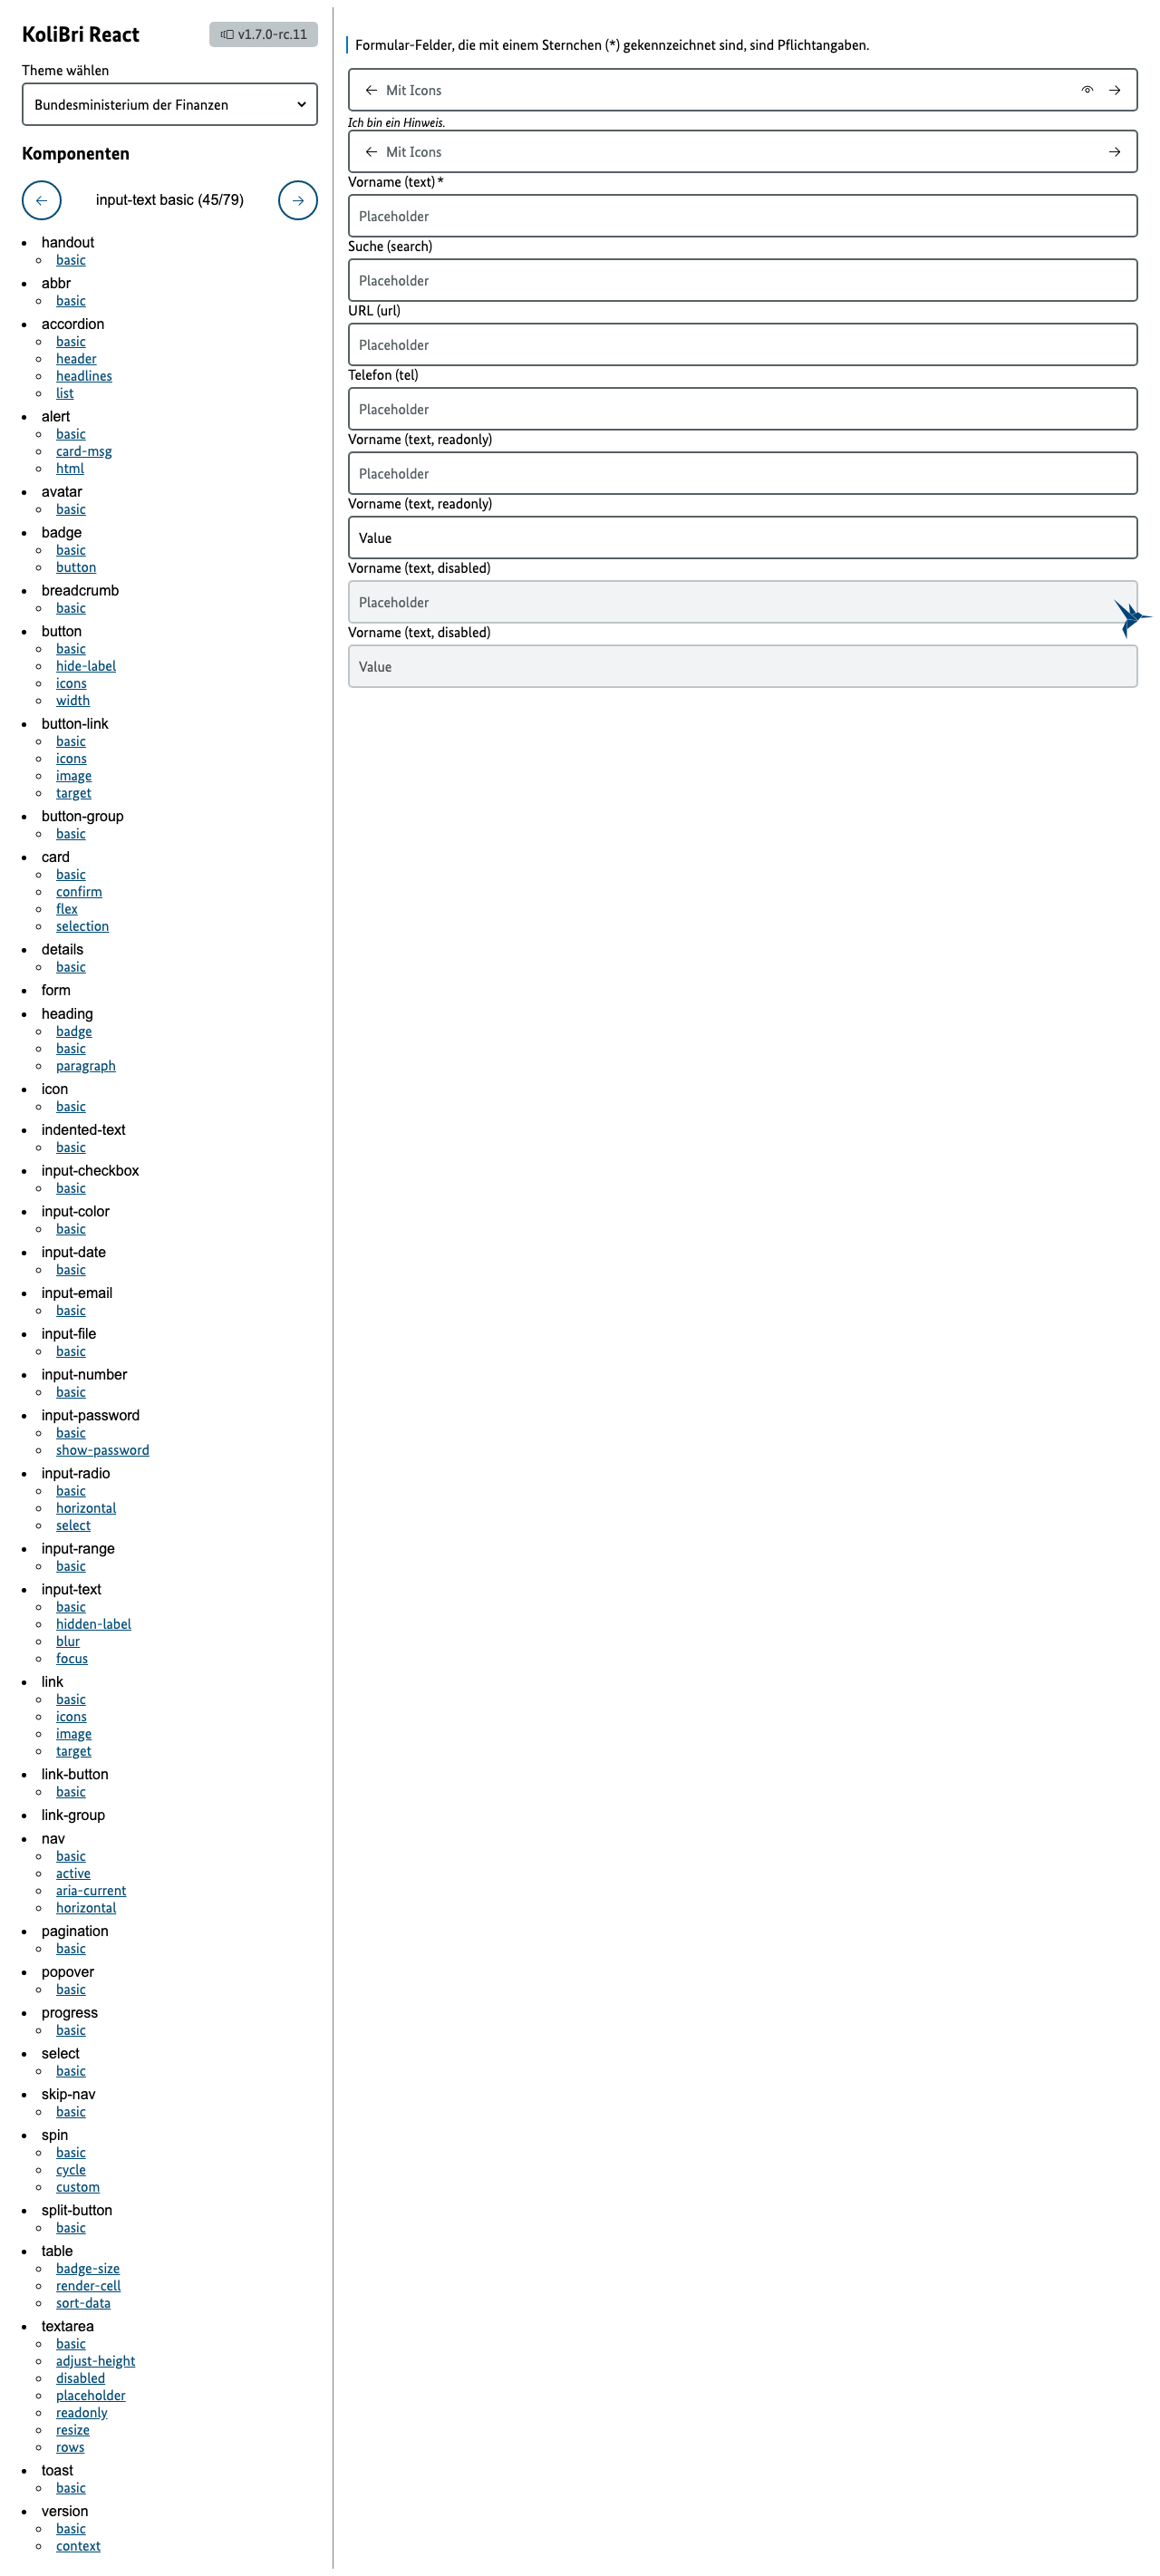 KoliBri React
v1.7.0-rc.11
Theme wählen
Bundesministerium der Finanzen
Komponenten
input-text basic (45/79)
handout
basic
abbr
basic
accordion
basic
header
headlines
list
alert
basic
card-msg
html
avatar
basic
badge
basic
button
breadcrumb
basic
button
basic
hide-label
icons
width
button-link
basic
icons
image
target
button-group
basic
card
basic
confirm
flex
selection
details
basic
form
heading
badge
basic
paragraph
icon
basic
indented-text
basic
input-checkbox
basic
input-color
basic
input-date
basic
input-email
basic
input-file
basic
input-number
basic
input-password
basic
show-password
input-radio
basic
horizontal
select
input-range
basic
input-text
basic
hidden-label
blur
focus
link
basic
icons
image
target
link-button
basic
link-group
nav
basic
active
aria-current
horizontal
pagination
basic
popover
basic
progress
basic
select
basic
skip-nav
basic
spin
basic
cycle
custom
split-button
basic
table
badge-size
render-cell
sort-data
textarea
basic
adjust-height
disabled
placeholder
readonly
resize
rows
toast
basic
version
basic
context
Formular-Felder, die mit einem Sternchen (*) gekennzeichnet sind, sind Pflichtangaben.
Mit Icons
Ich bin ein Hinweis.
Mit Icons
Vorname (text) *
Placeholder
Suche (search)
Placeholder
URL (url)
Placeholder
Telefon (tel)
Placeholder
Vorname (text, readonly)
Placeholder
Vorname (text, readonly)
Value
Vorname (text, disabled)
Placeholder
Vorname (text, disabled)
Value